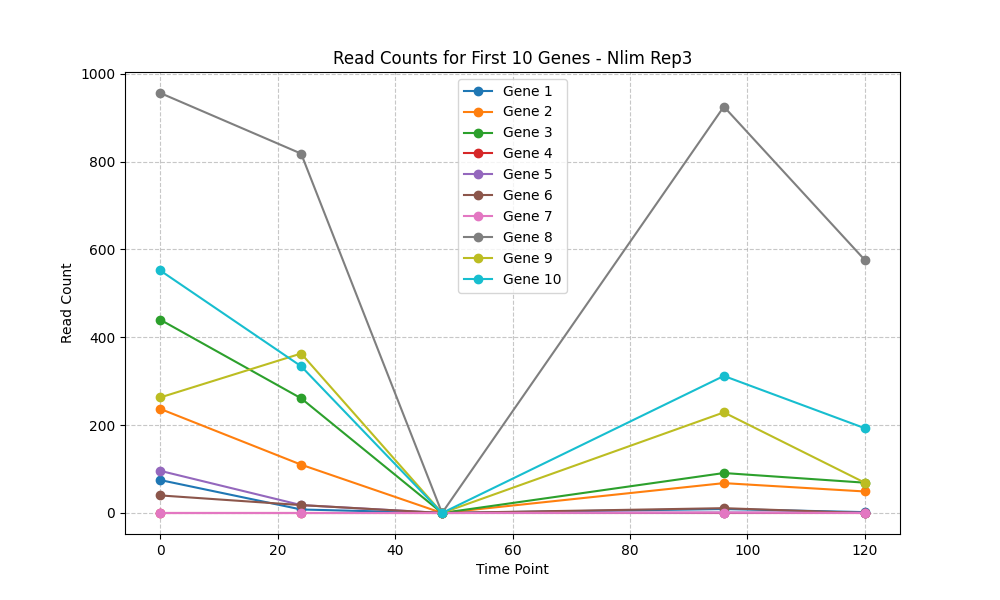 Read Counts for First 10 Genes - Nlim Rep3
1000
800
600
400
200
0
Read Count
Gene 1
Gene 2
Gene 3
Gene 4
Gene 5
Gene 6
Gene 7
Gene 8
Gene 9
Gene 10
0 20 40 60 80 100 120
Time Point